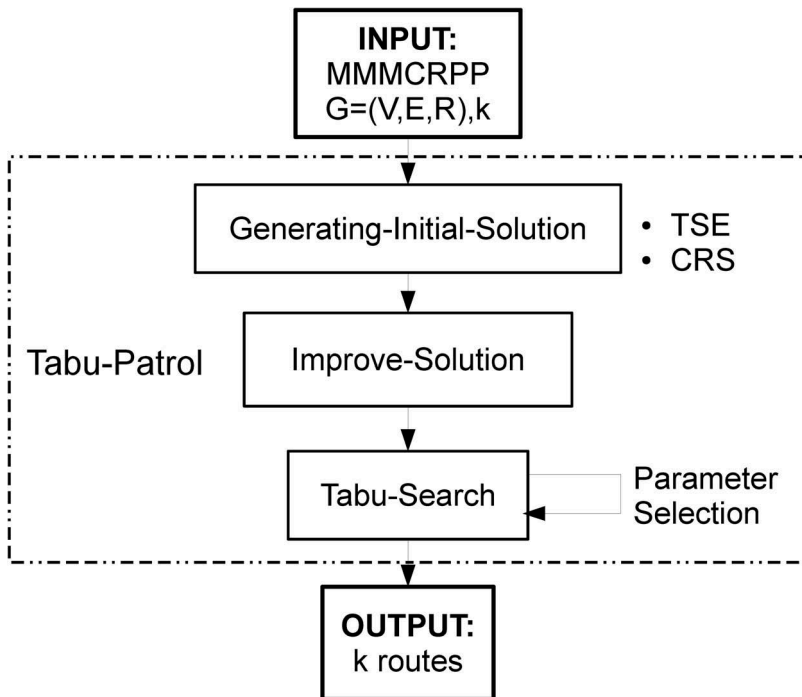 INPUT:
MMMCRPP
G=(V,E,R),k
Generating-Initial-Solution
• TSE
• CRS
Tabu-Patrol
Improve-Solution
Tabu-Search
Parameter
Selection
OUTPUT:
k routes